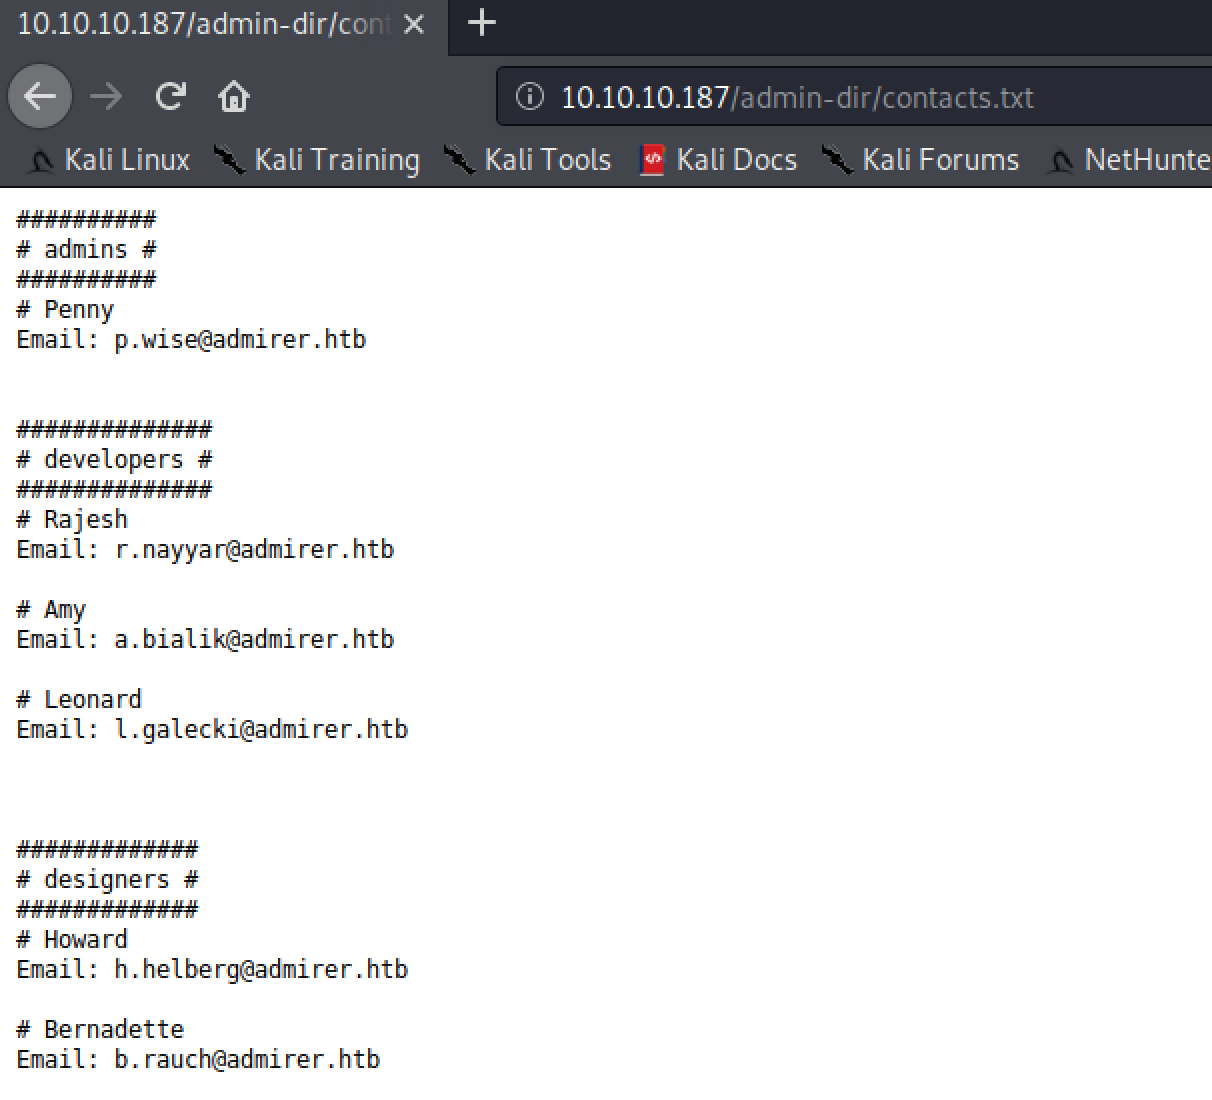 10.10.10.187/admin-dir/cont
10.10.10.187/admin-dir/contacts.txt
Kali Linux Kali Training Kali Tools Kali Docs Kali Forums NetHunte
##########
# admins #
##########
# Penny
Email: p.wise@admirer.htb
##############
# developers #
##############
# Rajesh
Email: r.nayyar@admirer.htb
# Amy
Email: a.bialik@admirer.htb
# Leonard
Email: l.galecki@admirer.htb
#############
# designers #
#############
# Howard
Email: h.helberg@admirer.htb
# Bernadette
Email: b.rauch@admirer.htb